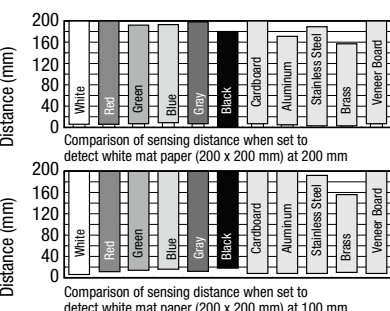 Distance (mm)
200
160
120
80
40
0
White
Red
Green
Blue
Gray
Black
Cardboard
Aluminum
Stainless Steel
Brass
Veneer Board
Comparison of sensing distance when set to
detect white mat paper (200 x 200 mm) at 200 mm
Distance (mm)
200
160
120
80
40
0
White
Red
Green
Blue
Gray
Black
Cardboard
Aluminum
Stainless Steel
Brass
Veneer Board
Comparison of sensing distance when set to
detect white mat paper (200 x 200 mm) at 100 mm